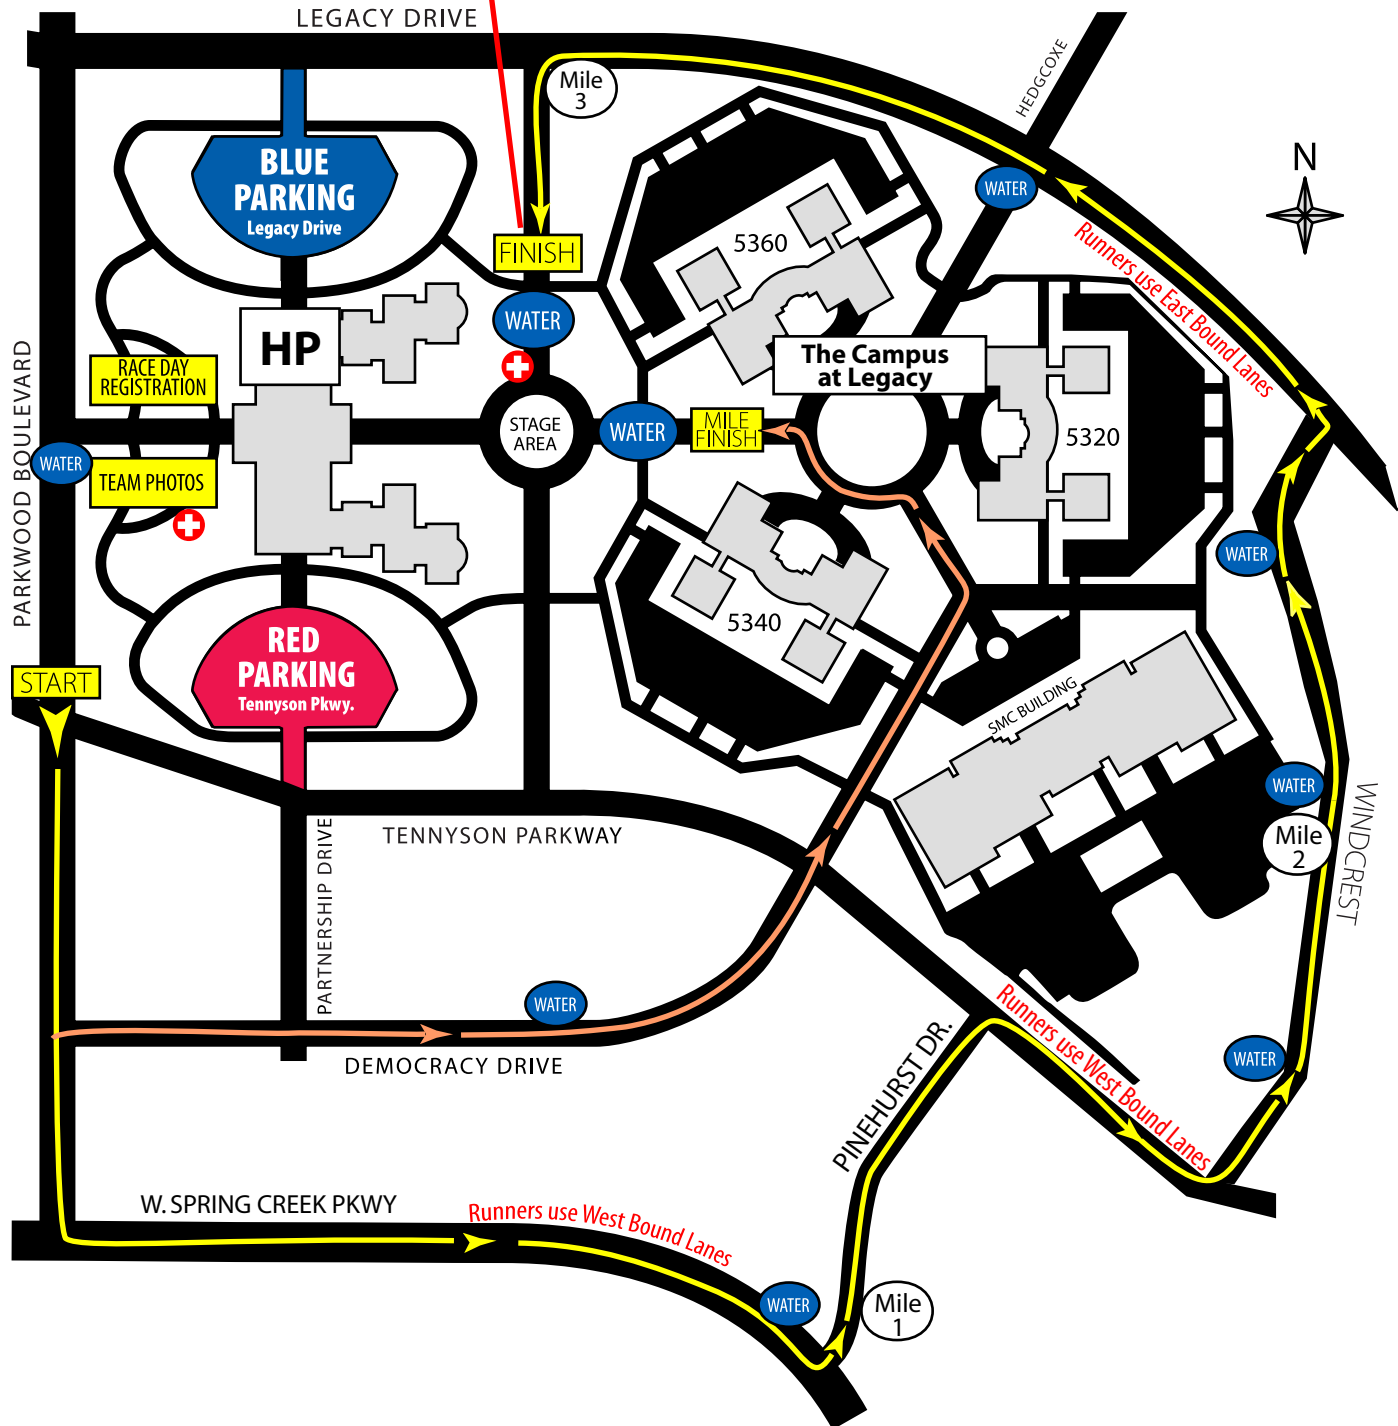 LEGACY DRIVE
HEDGCOXE
Mile
3
N
BLUE
PARKING
Legacy Drive
WATER
FINISH
5360
Runners use East Bound Lanes
WATER
HP
The Campus
at Legacy
RACE DAY
REGISTRATION
PARKWOOD BOULEVARD
STAGE
AREA
WATER
MILE
FINISH
5320
WATER
TEAM PHOTOS
WATER
5340
RED
PARKING
Tennyson Pkwy.
START
SMC BUILDING
WATER
WINDCREST
Mile
2
TENNYSON PARKWAY
PARTNERSHIP DRIVE
WATER
DEMOCRACY DRIVE
PINEHURST DR.
Runners use West Bound Lanes
WATER
W. SPRING CREEK PKWY
Runners use West Bound Lanes
WATER
Mile
1